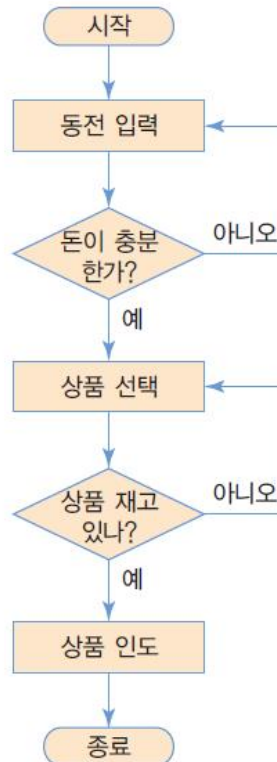 시작
동전 입력
돈이 충분
한가?
아니오
예
상품 선택
상품 재고
있나?
아니오
예
상품 인도
종료